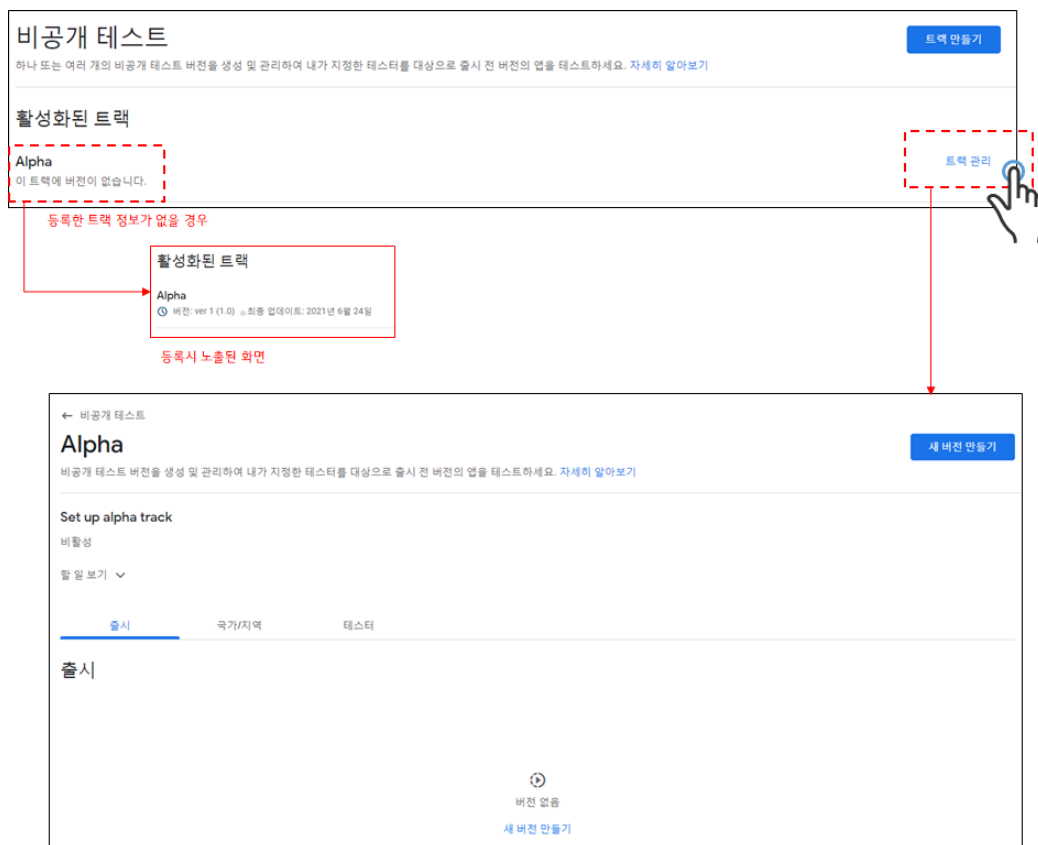 비공개 테스트
트랙 만들기
하나 또는 여러 개의 비공개 테스트 버전을 생성 및 관리하여 내가 지정한 테스터를 대상으로 출시 전 버전의 앱을 테스트하세요. 자세히 알아보기
활성화된 트랙
Alpha
트랙 관리
이 트랙에 버전이 없습니다.
등록한 트랙 정보가 없을 경우
활성화된 트랙
Alpha
버전: ver 1 (1.0) 최종 업데이트: 2021년 6월 24일
등록시 노출된 화면
← 비공개 테스트
Alpha
새 버전 만들기
비공개 테스트 버전을 생성 및 관리하여 내가 지정한 테스터를 대상으로 출시 전 버전의 앱을 테스트하세요. 자세히 알아보기
Set up alpha track
비활성
할 일 보기
출시 국가/지역 테스터
출시
버전 없음
새 버전 만들기